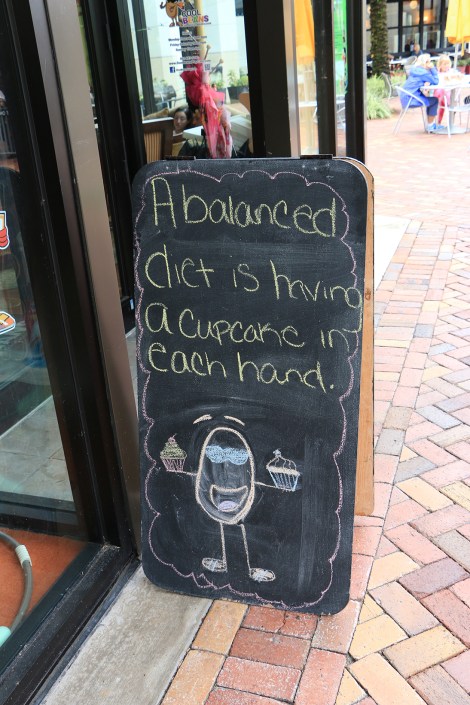 A balanced
diet is having
a cupcake in
each hand.